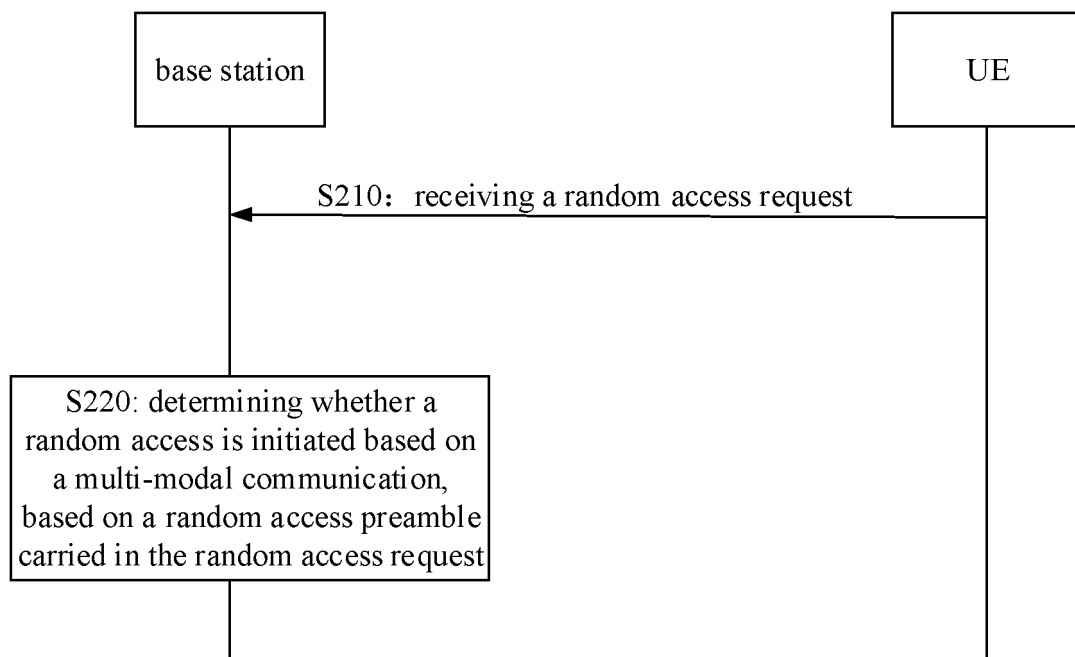 base station
UE
S210：receiving a random access request
S220: determining whether a
random access is initiated based on
a multi-modal communication,
based on a random access preamble
carried in the random access request